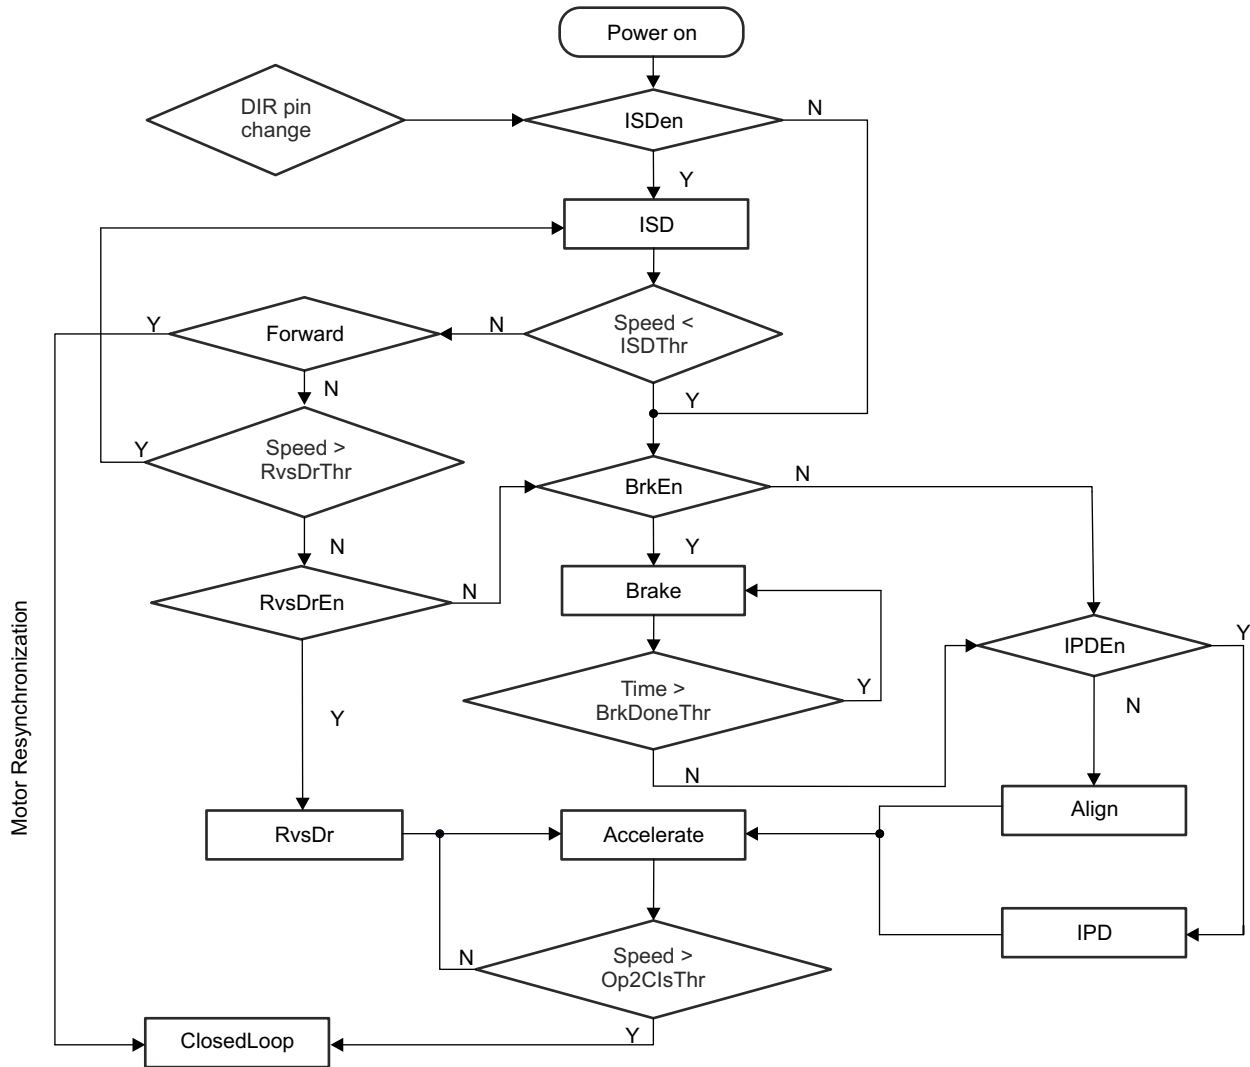 Power on
DIR pin
change
ISDen
N
Y
ISD
Y
Forward
N
Speed <
ISDThr
N
Y
Y
Speed >
RvsDrThr
BrkEn
N
N
Y
RvsDrEn
N
Brake
IPDEn
Y
Time >
BrkDoneThr
Y
N
Y
N
Motor Resynchronization
RvsDr
Accelerate
Align
N
Speed >
Op2ClsThr
IPD
Y
ClosedLoop